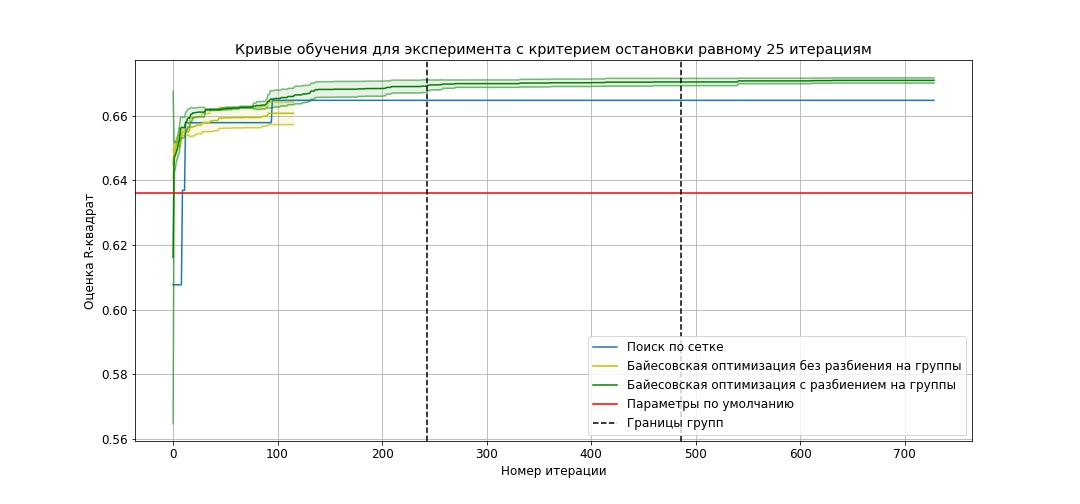 Кривые обучения для эксперимента с критерием остановки равному 25 итерациям
Оценка R-квадрат
0.66
0.64
0.62
0.60
0.58
0.56
0
100
200
300
400
500
600
700
Номер итерации
Поиск по сетке
Байесовская оптимизация без разбиения на группы
Байесовская оптимизация с разбиением на группы
Параметры по умолчанию
Границы групп